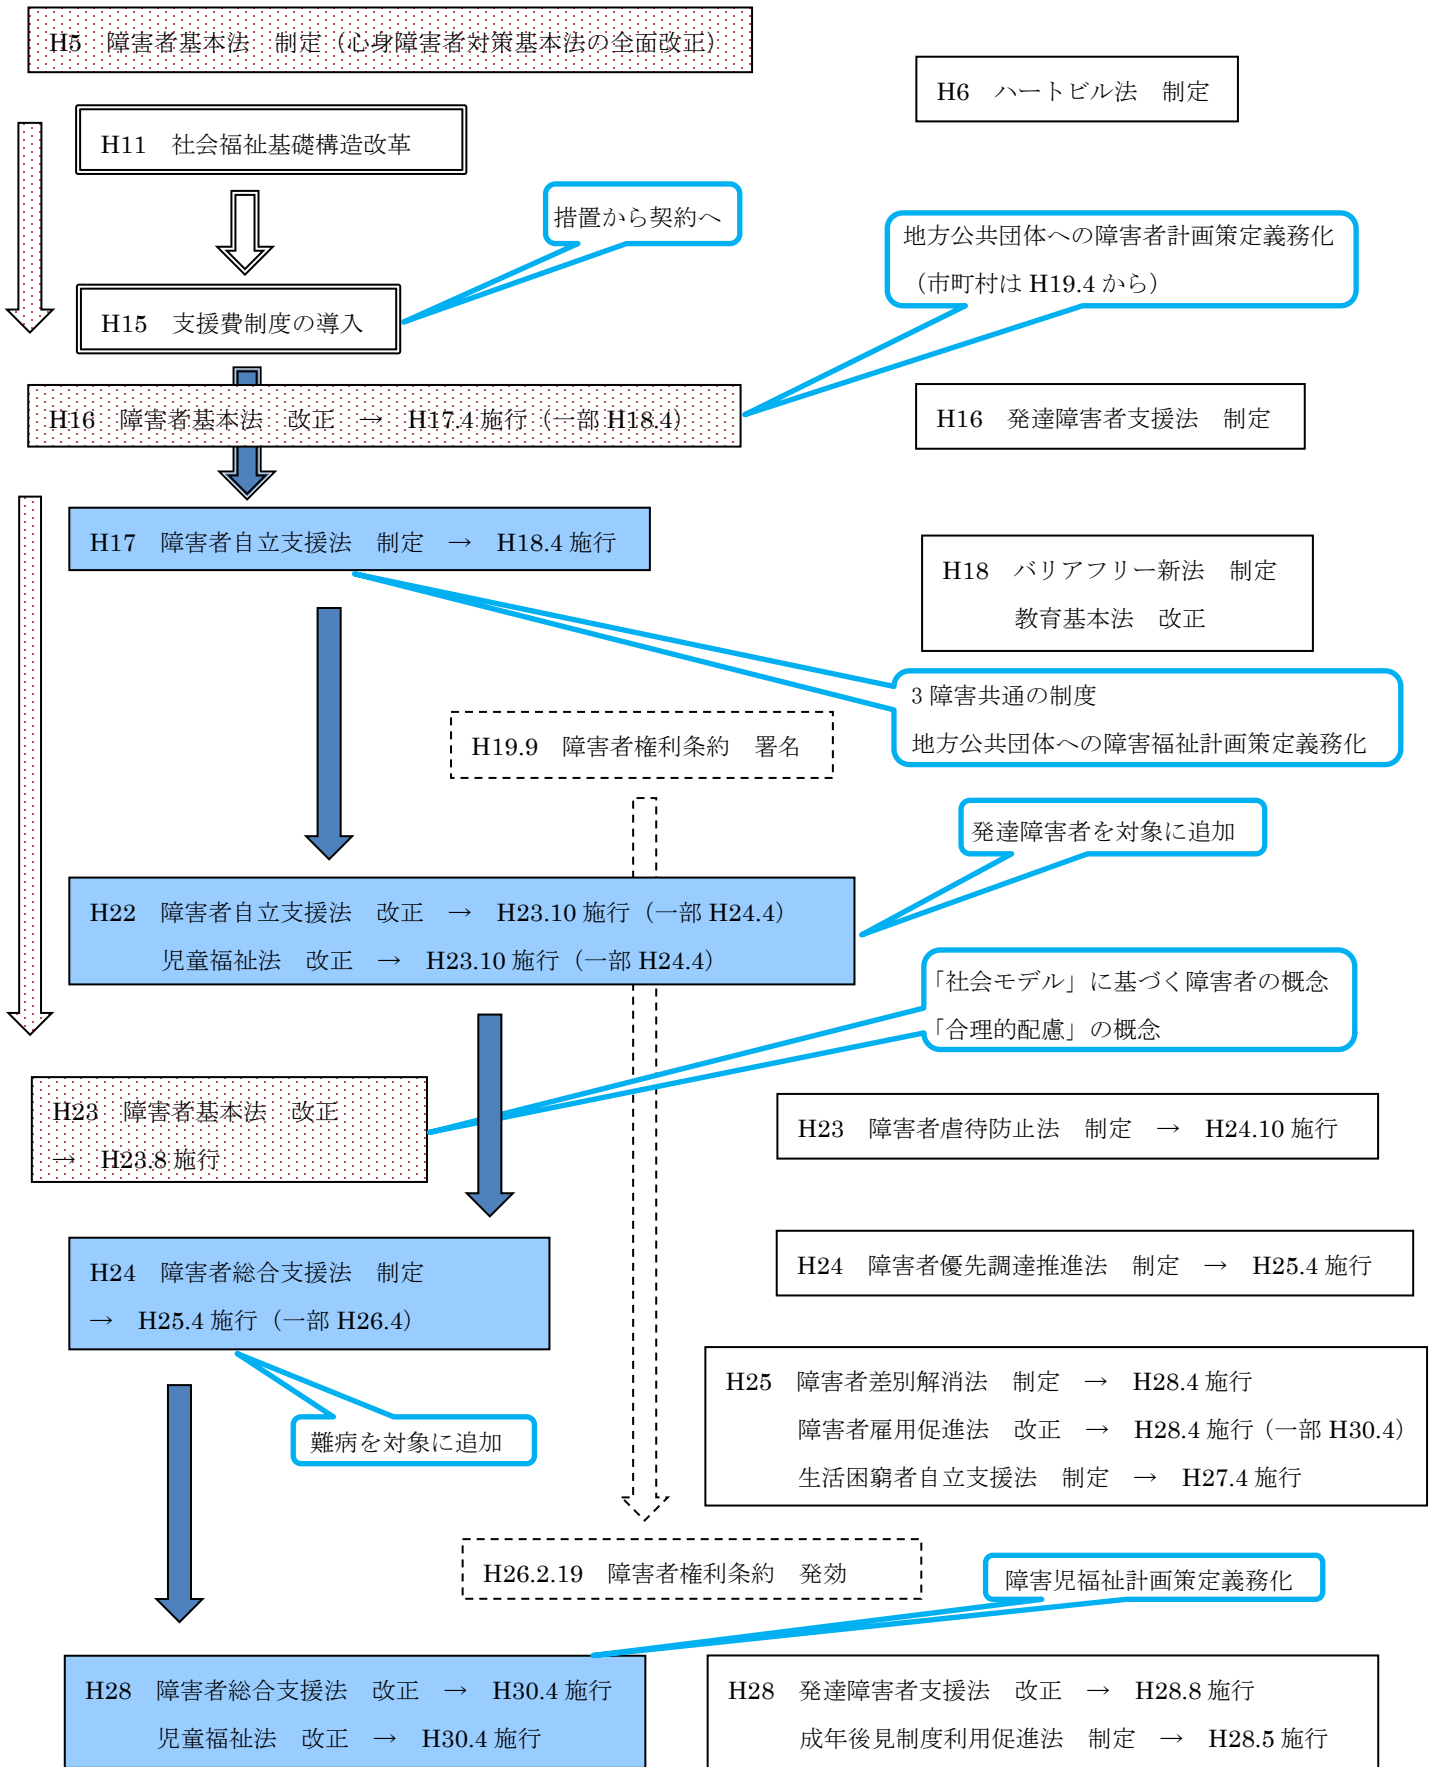 H5　障害者基本法　制定（心身障害者対策基本法の全面改正）
H6　ハートビル法　制定
H11　社会福祉基礎構造改革
措置から契約へ
地方公共団体への障害者計画策定義務化
（市町村は H19.4 から）
H15　支援費制度の導入
H16　障害者基本法　改正　→　H17.4 施行（一部 H18.4）
H16　発達障害者支援法　制定
H17　障害者自立支援法　制定　→　H18.4 施行
H18　バリアフリー新法　制定
教育基本法　改正
3 障害共通の制度
地方公共団体への障害福祉計画策定義務化
H19.9　障害者権利条約　署名
発達障害者を対象に追加
H22　障害者自立支援法　改正　→　H23.10 施行（一部 H24.4）
児童福祉法　改正　→　H23.10 施行（一部 H24.4）
「社会モデル」に基づく障害者の概念
「合理的配慮」の概念
H23　障害者基本法　改正
→　H23.8 施行
H23　障害者虐待防止法　制定　→　H24.10 施行
H24　障害者総合支援法　制定
→　H25.4 施行（一部 H26.4）
H24　障害者優先調達推進法　制定　→　H25.4 施行
難病を対象に追加
H25　障害者差別解消法　制定　→　H28.4 施行
障害者雇用促進法　改正　→　H28.4 施行（一部 H30.4）
生活困窮者自立支援法　制定　→　H27.4 施行
H26.2.19　障害者権利条約　発効
障害児福祉計画策定義務化
H28　障害者総合支援法　改正　→　H30.4 施行
児童福祉法　改正　→　H30.4 施行
H28　発達障害者支援法　改正　→　H28.8 施行
成年後見制度利用促進法　制定　→　H28.5 施行